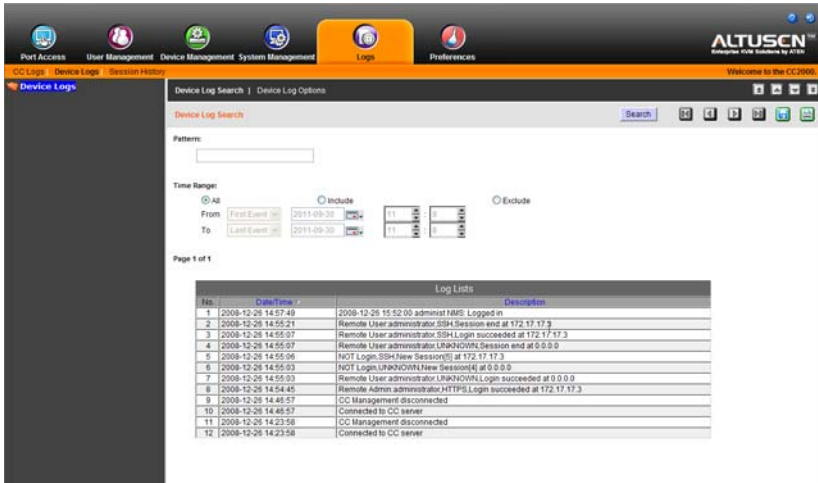 ALTUSCN™
Enterprise KVM Solutions by ATEN
Port Access User Management Device Management System Management Logs Preferences
CC Logs Device Logs Session History Welcome to the CC2000.
Device Logs
Device Log Search | Device Log Options
Device Log Search Search
Pattern:
Time Range:
All Include Exclude
From First Event 2011-09-30 11 : 8
To Last Event 2011-09-30 11 : 8
Page 1 of 1
Log Lists
No. Date/Time Description
1 2008-12-26 14:57:49 2008-12-26 15:52:00 administ NMS: Logged in
2 2008-12-26 14:55:21 Remote User:administrator,SSH,Session end at 172.17.17.3
3 2008-12-26 14:55:07 Remote User:administrator,SSH,Login succeeded at 172.17.17.3
4 2008-12-26 14:55:07 Remote User:administrator,UNKNOWN,Session end at 0.0.0.0
5 2008-12-26 14:55:06 NOT Login,SSH,New Session[5] at 172.17.17.3
6 2008-12-26 14:55:03 NOT Login,UNKNOWN,New Session[4] at 0.0.0.0
7 2008-12-26 14:55:03 Remote User:administrator,UNKNOWN,Login succeeded at 0.0.0.0
8 2008-12-26 14:54:45 Remote Admin:administrator,HTTPS,Login succeeded at 172.17.17.3
9 2008-12-26 14:46:57 CC Management disconnected
10 2008-12-26 14:46:57 Connected to CC server
11 2008-12-26 14:23:58 CC Management disconnected
12 2008-12-26 14:23:58 Connected to CC server